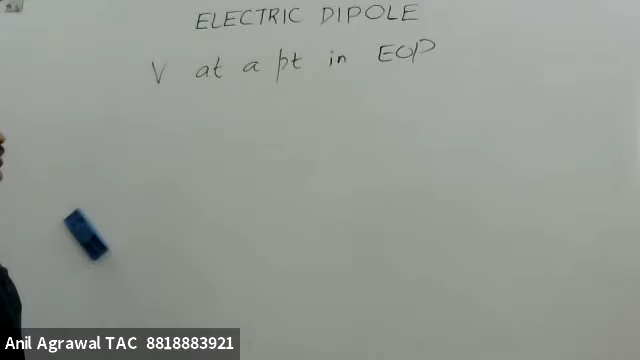 ELECTRIC DIPOLE
V at a pt in EOP
Anil Agrawal TAC 8818883921